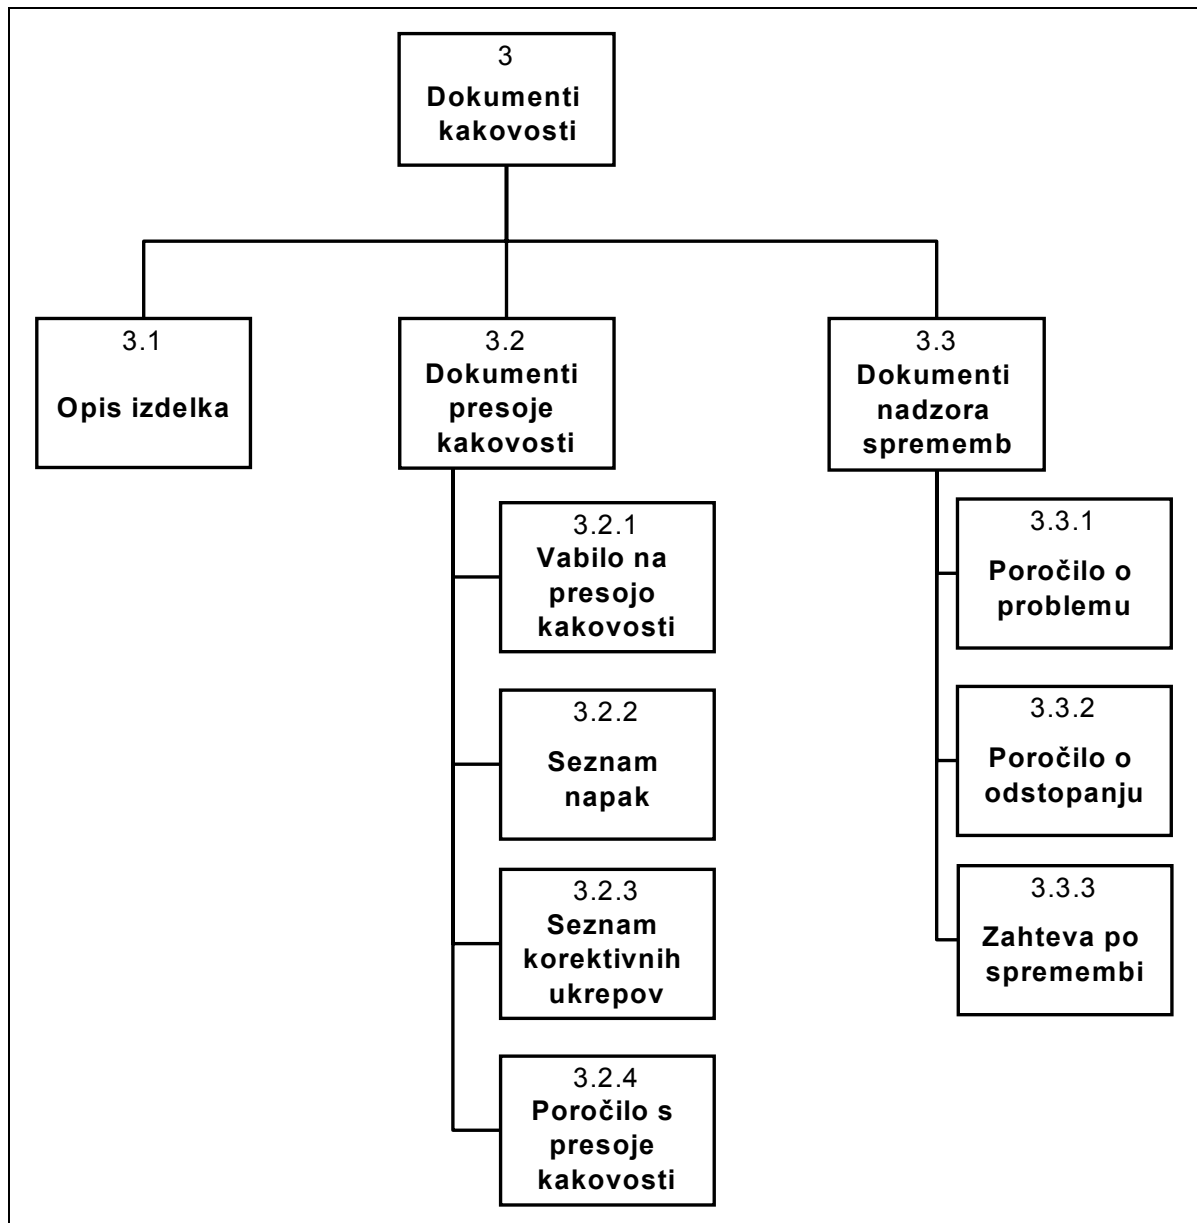 3
Dokumenti
kakovosti
3.1
Opis izdelka
3.2
Dokumenti
presoje
kakovosti
3.3
Dokumenti
nadzora
sprememb
3.2.1
Vabilo na
presojo
kakovosti
3.2.2
Seznam
napak
3.2.3
Seznam
korektivnih
ukrepov
3.2.4
Poročilo s
presoje
kakovosti
3.3.1
Poročilo o
problemu
3.3.2
Poročilo o
odstopanju
3.3.3
Zahteva po
spremembi